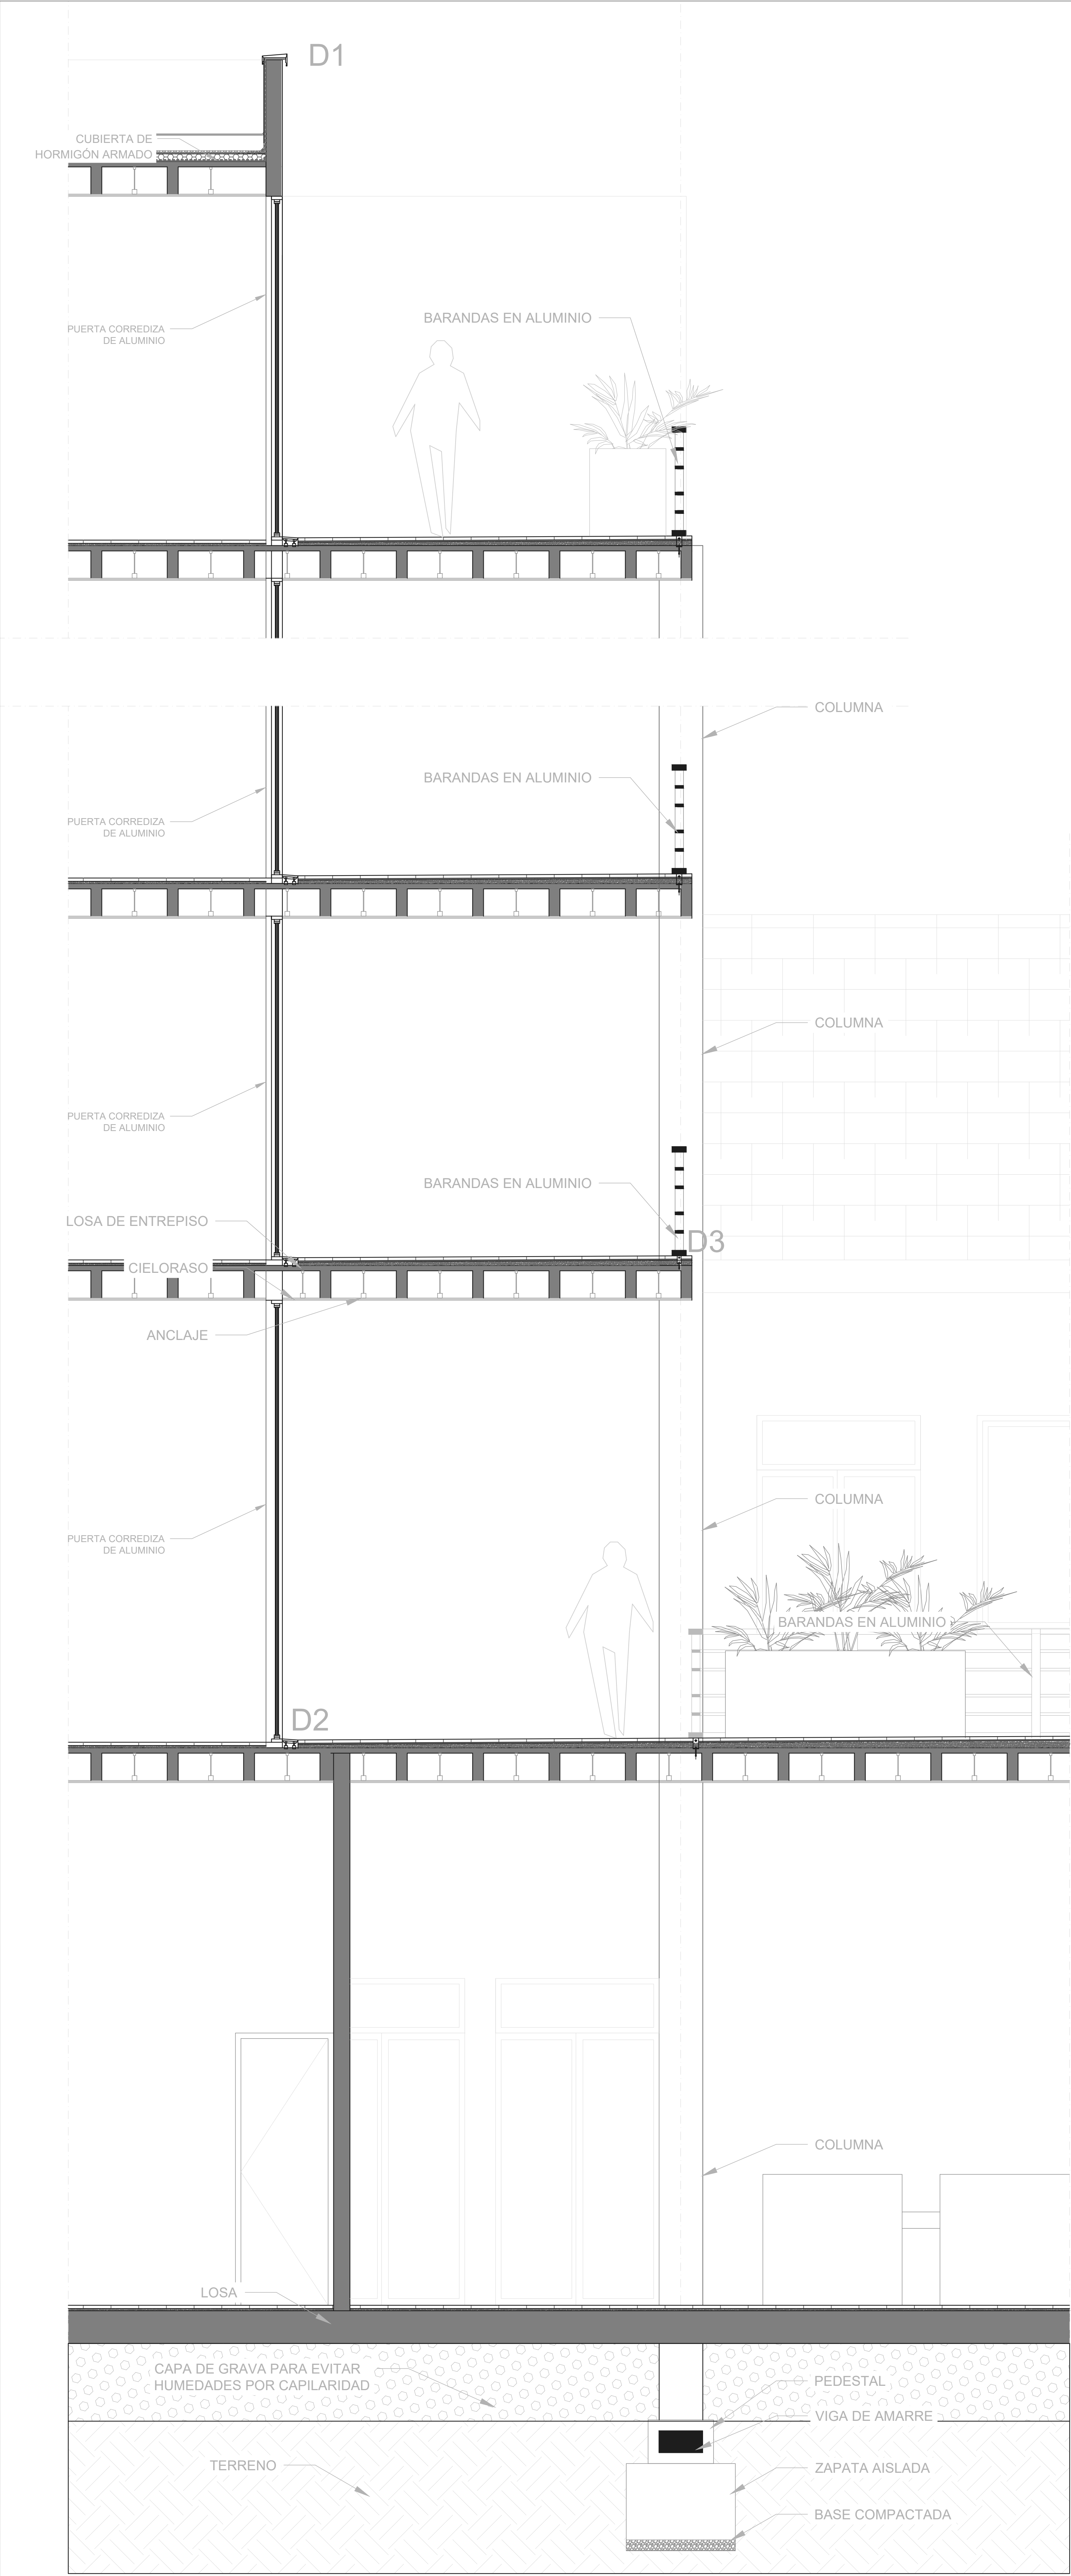 D1
CUBIERTA DE
HORMIGÓN ARMADO
BARANDAS EN ALUMINIO
PUERTA CORREDIZA
DE ALUMINIO
COLUMNA
BARANDAS EN ALUMINIO
PUERTA CORREDIZA
DE ALUMINIO
COLUMNA
PUERTA CORREDIZA
DE ALUMINIO
BARANDAS EN ALUMINIO
LOSA DE ENTREPISO
D3
CIELORASO
ANCLAJE
COLUMNA
PUERTA CORREDIZA
DE ALUMINIO
BARANDAS EN ALUMINIO
D2
COLUMNA
LOSA
CAPA DE GRAVA PARA EVITAR
HUMEDADES POR CAPILARIDAD
PEDESTAL
VIGA DE AMARRE
TERRENO
ZAPATA AISLADA
BASE COMPACTADA